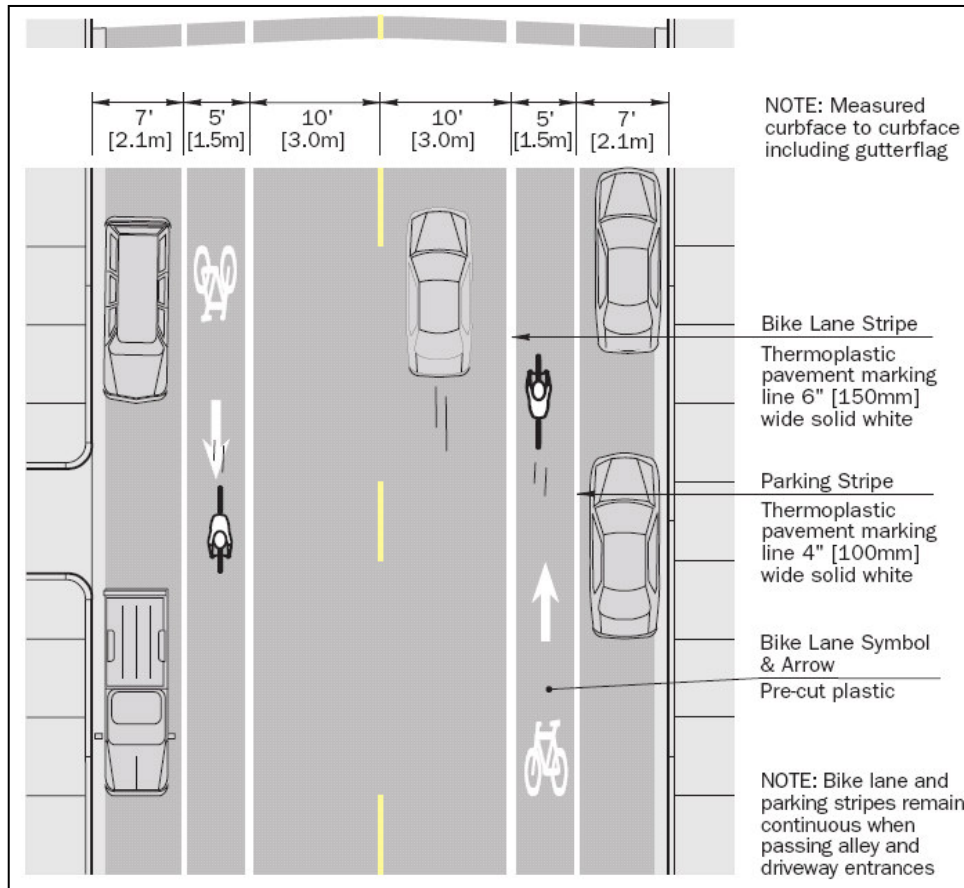 7' 5' 10' 10' 5' 7'
[2.1m] [1.5m] [3.0m] [3.0m] [1.5m] [2.1m]
NOTE: Measured
curbface to curbface
including gutterflag
Bike Lane Stripe
Thermoplastic
pavement marking
line 6" [150mm]
wide solid white
Parking Stripe
Thermoplastic
pavement marking
line 4" [100mm]
wide solid white
Bike Lane Symbol
& Arrow
Pre-cut plastic
NOTE: Bike lane and
parking stripes remain
continuous when
passing alley and
driveway entrances